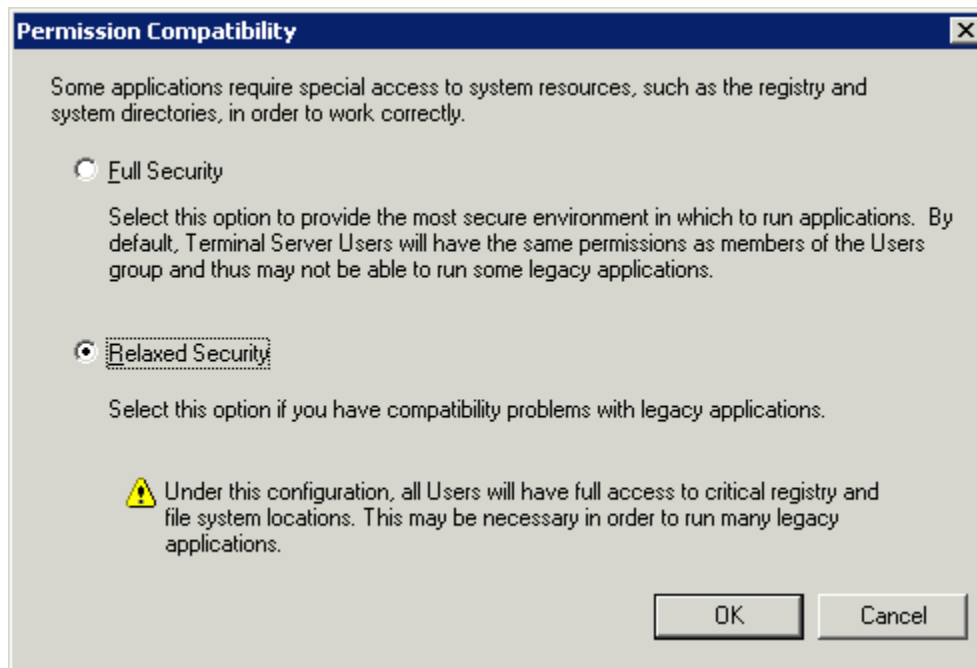 Permission Compatibility
Some applications require special access to system resources, such as the registry and
system directories, in order to work correctly.
Full Security
Select this option to provide the most secure environment in which to run applications.  By
default, Terminal Server Users will have the same permissions as members of the Users
group and thus may not be able to run some legacy applications.
Relaxed Security
Select this option if you have compatibility problems with legacy applications.
Under this configuration, all Users will have full access to critical registry and
file system locations. This may be necessary in order to run many legacy
applications.
OK
Cancel